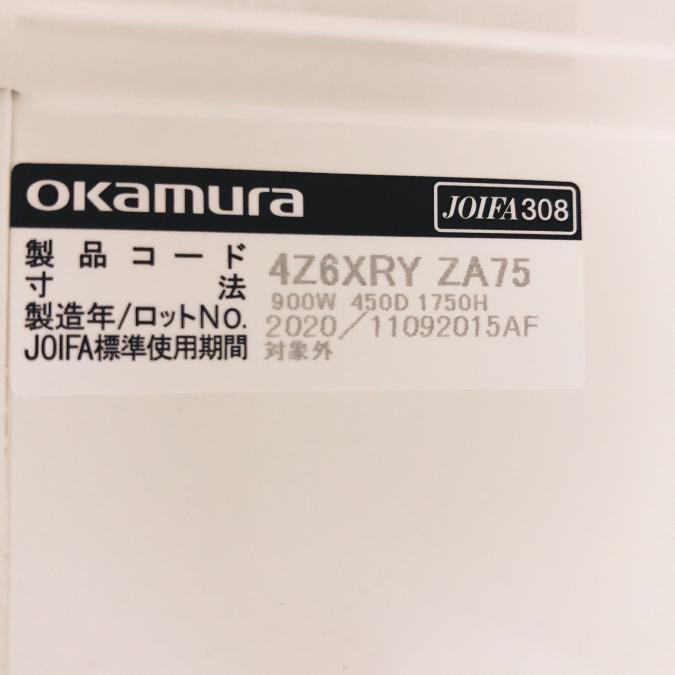 okamura JOIFA308
製品コード 4Z6XRY ZA75
寸法 900W 450D 1750H
製造年/ロットNo. 2020/11092015AF
JOIFA標準使用期間 対象外